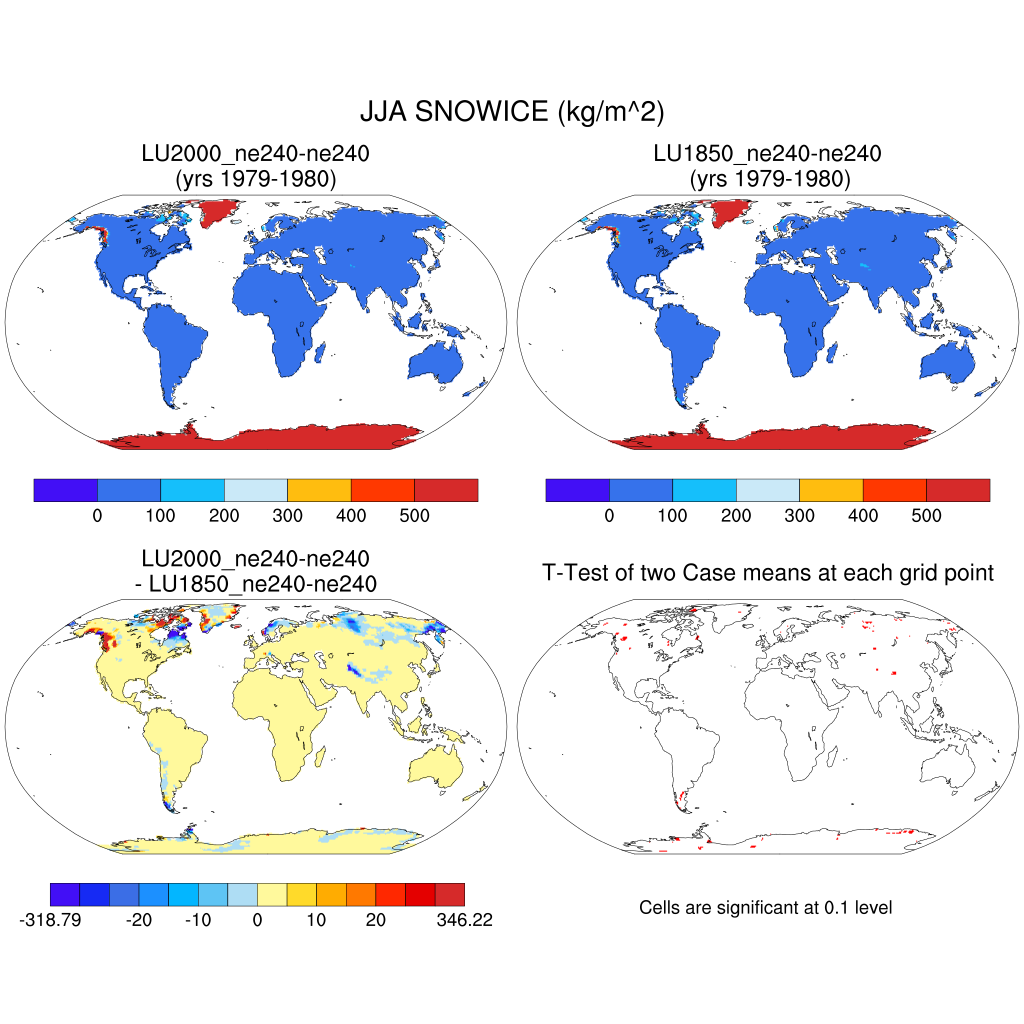 JJA SNOWICE (kg/m^2)
LU2000_ne240-ne240
(yrs 1979-1980)
LU1850_ne240-ne240
(yrs 1979-1980)
0 100 200 300 400 500
0 100 200 300 400 500
LU2000_ne240-ne240
- LU1850_ne240-ne240
T-Test of two Case means at each grid point
-318.79 -20 -10 0 10 20 346.22
Cells are significant at 0.1 level